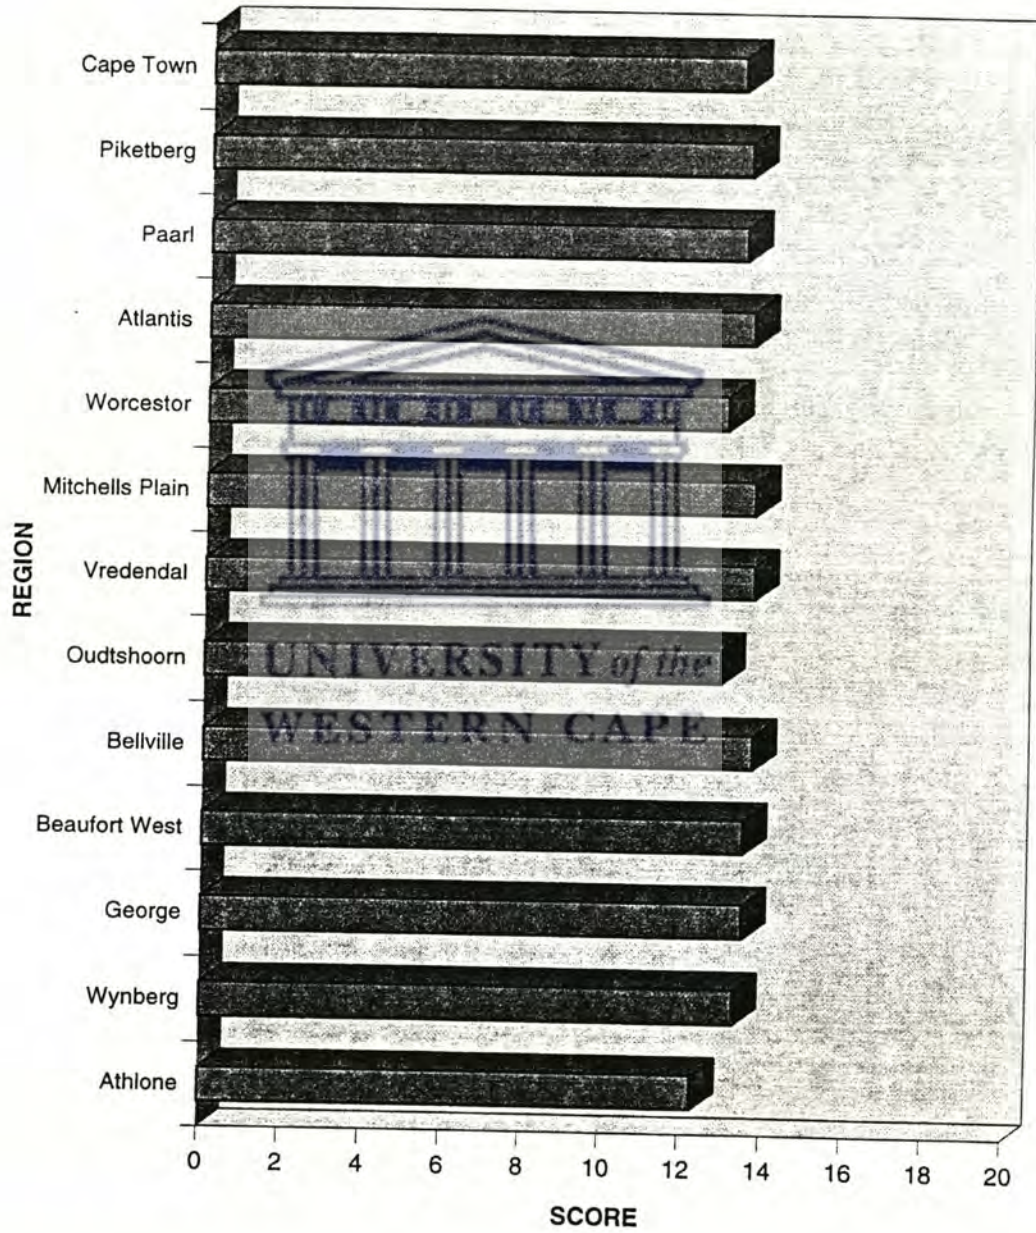 Cape Town
Piketberg
Paarl
Atlantis
Worcestor
Mitchells Plain
Vredendal
Oudtshoorn
Bellville
Beaufort West
George
Wynberg
Athlone
REGION
UNIVERSITY of the
WESTERN CAPE
0 2 4 6 8 10 12 14 16 18 20
SCORE